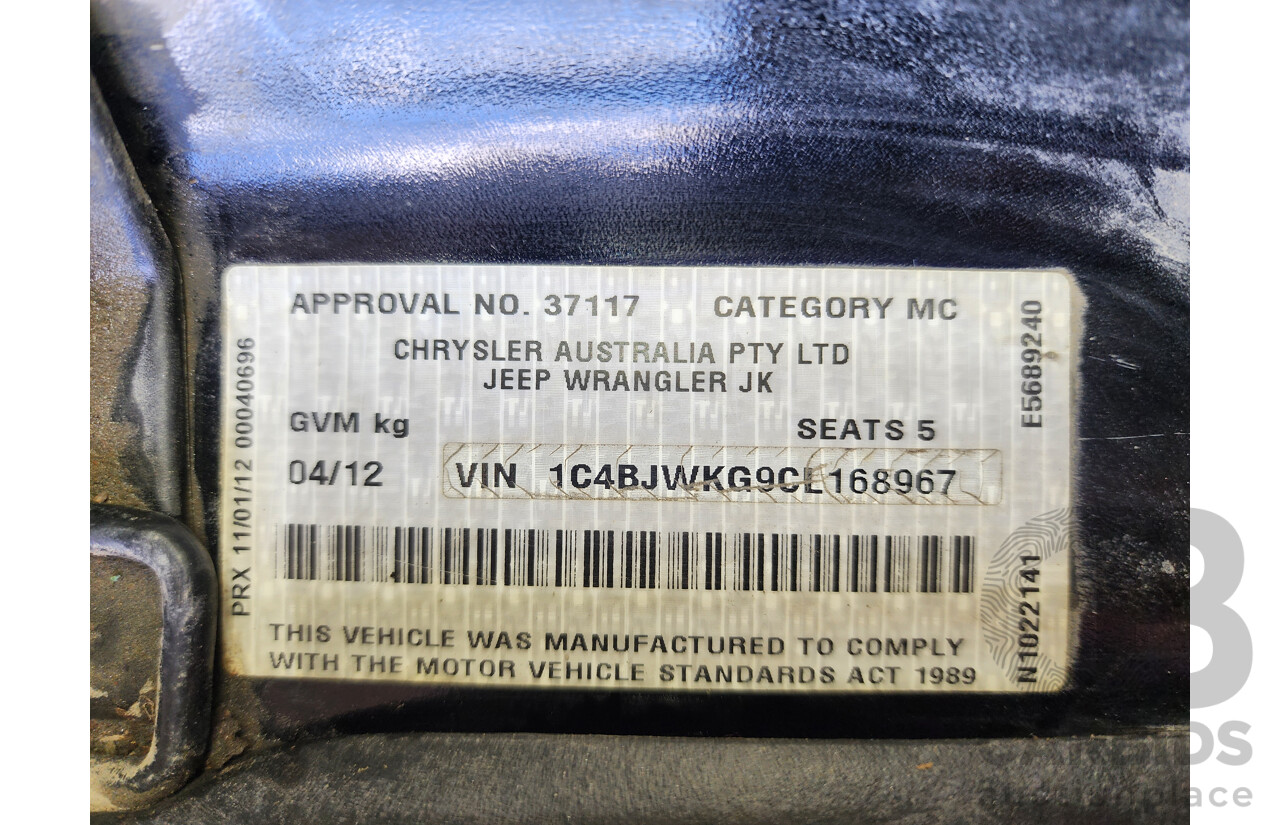 APPROVAL NO. 37117 CATEGORY MC
CHRYSLER AUSTRALIA PTY LTD
JEEP WRANGLER JK
GVM kg SEATS 5
04/12 VIN 1C4BJWKG9CL168967
THIS VEHICLE WAS MANUFACTURED TO COMPLY
WITH THE MOTOR VEHICLE STANDARDS ACT 1989
PRX 11/01/12 00040696
E5689240
N1022141